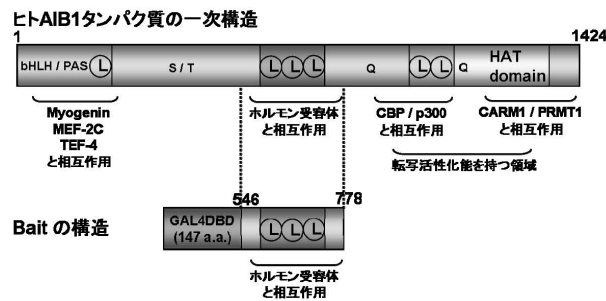 ヒトAIB1タンパク質の一次構造
1 1424
bHLH / PAS L S / T L L L Q L L Q HAT domain
Myogenin
MEF-2C
TEF-4
と相互作用
ホルモン受容体
と相互作用
CBP / p300
と相互作用
CARM1 / PRMT1
と相互作用
転写活性化能を持つ領域
546 778
Bait の構造
GAL4DBD
(147 a.a.)
L L L
ホルモン受容体
と相互作用